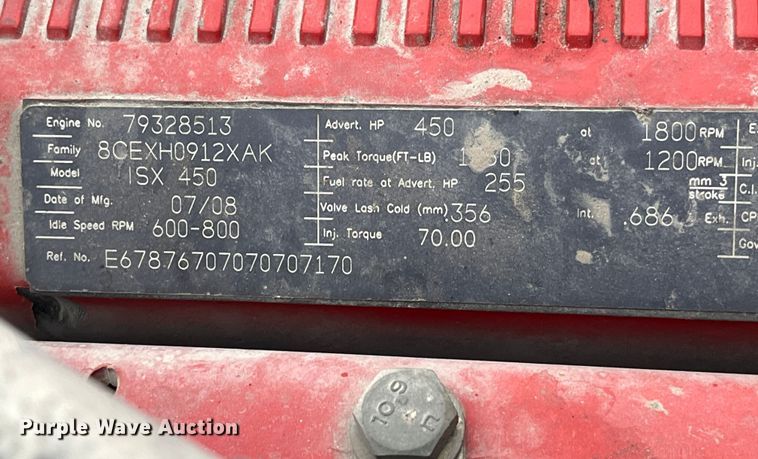 Engine No. 79328513
Family 8CEXH0912XAK
Model ISX 450
Date of Mfg. 07/08
Idle Speed RPM 600-800
Ref. No. E67876707070707170
Advert. HP 450 at 1800 RPM
Peak Torque(FT-LB) at 1200 RPM
Fuel rate at Advert. HP 255 mm 3 stroke
Valve Lash Cold (mm) .356 Int. .686 Exh.
Inj. Torque 70.00
Inj.
C.I.
CP
Gov
10.9
Purple Wave Auction